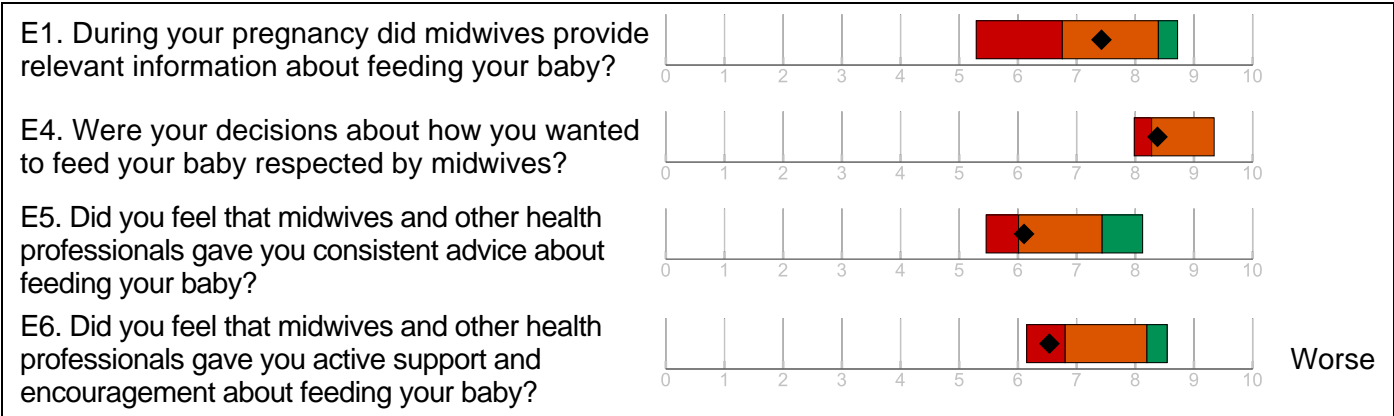 E1. During your pregnancy did midwives provide
relevant information about feeding your baby?
0 1 2 3 4 5 6 7 8 9 10
E4. Were your decisions about how you wanted
to feed your baby respected by midwives?
0 1 2 3 4 5 6 7 8 9 10
E5. Did you feel that midwives and other health
professionals gave you consistent advice about
feeding your baby?
0 1 2 3 4 5 6 7 8 9 10
E6. Did you feel that midwives and other health
professionals gave you active support and
encouragement about feeding your baby?
0 1 2 3 4 5 6 7 8 9 10
Worse